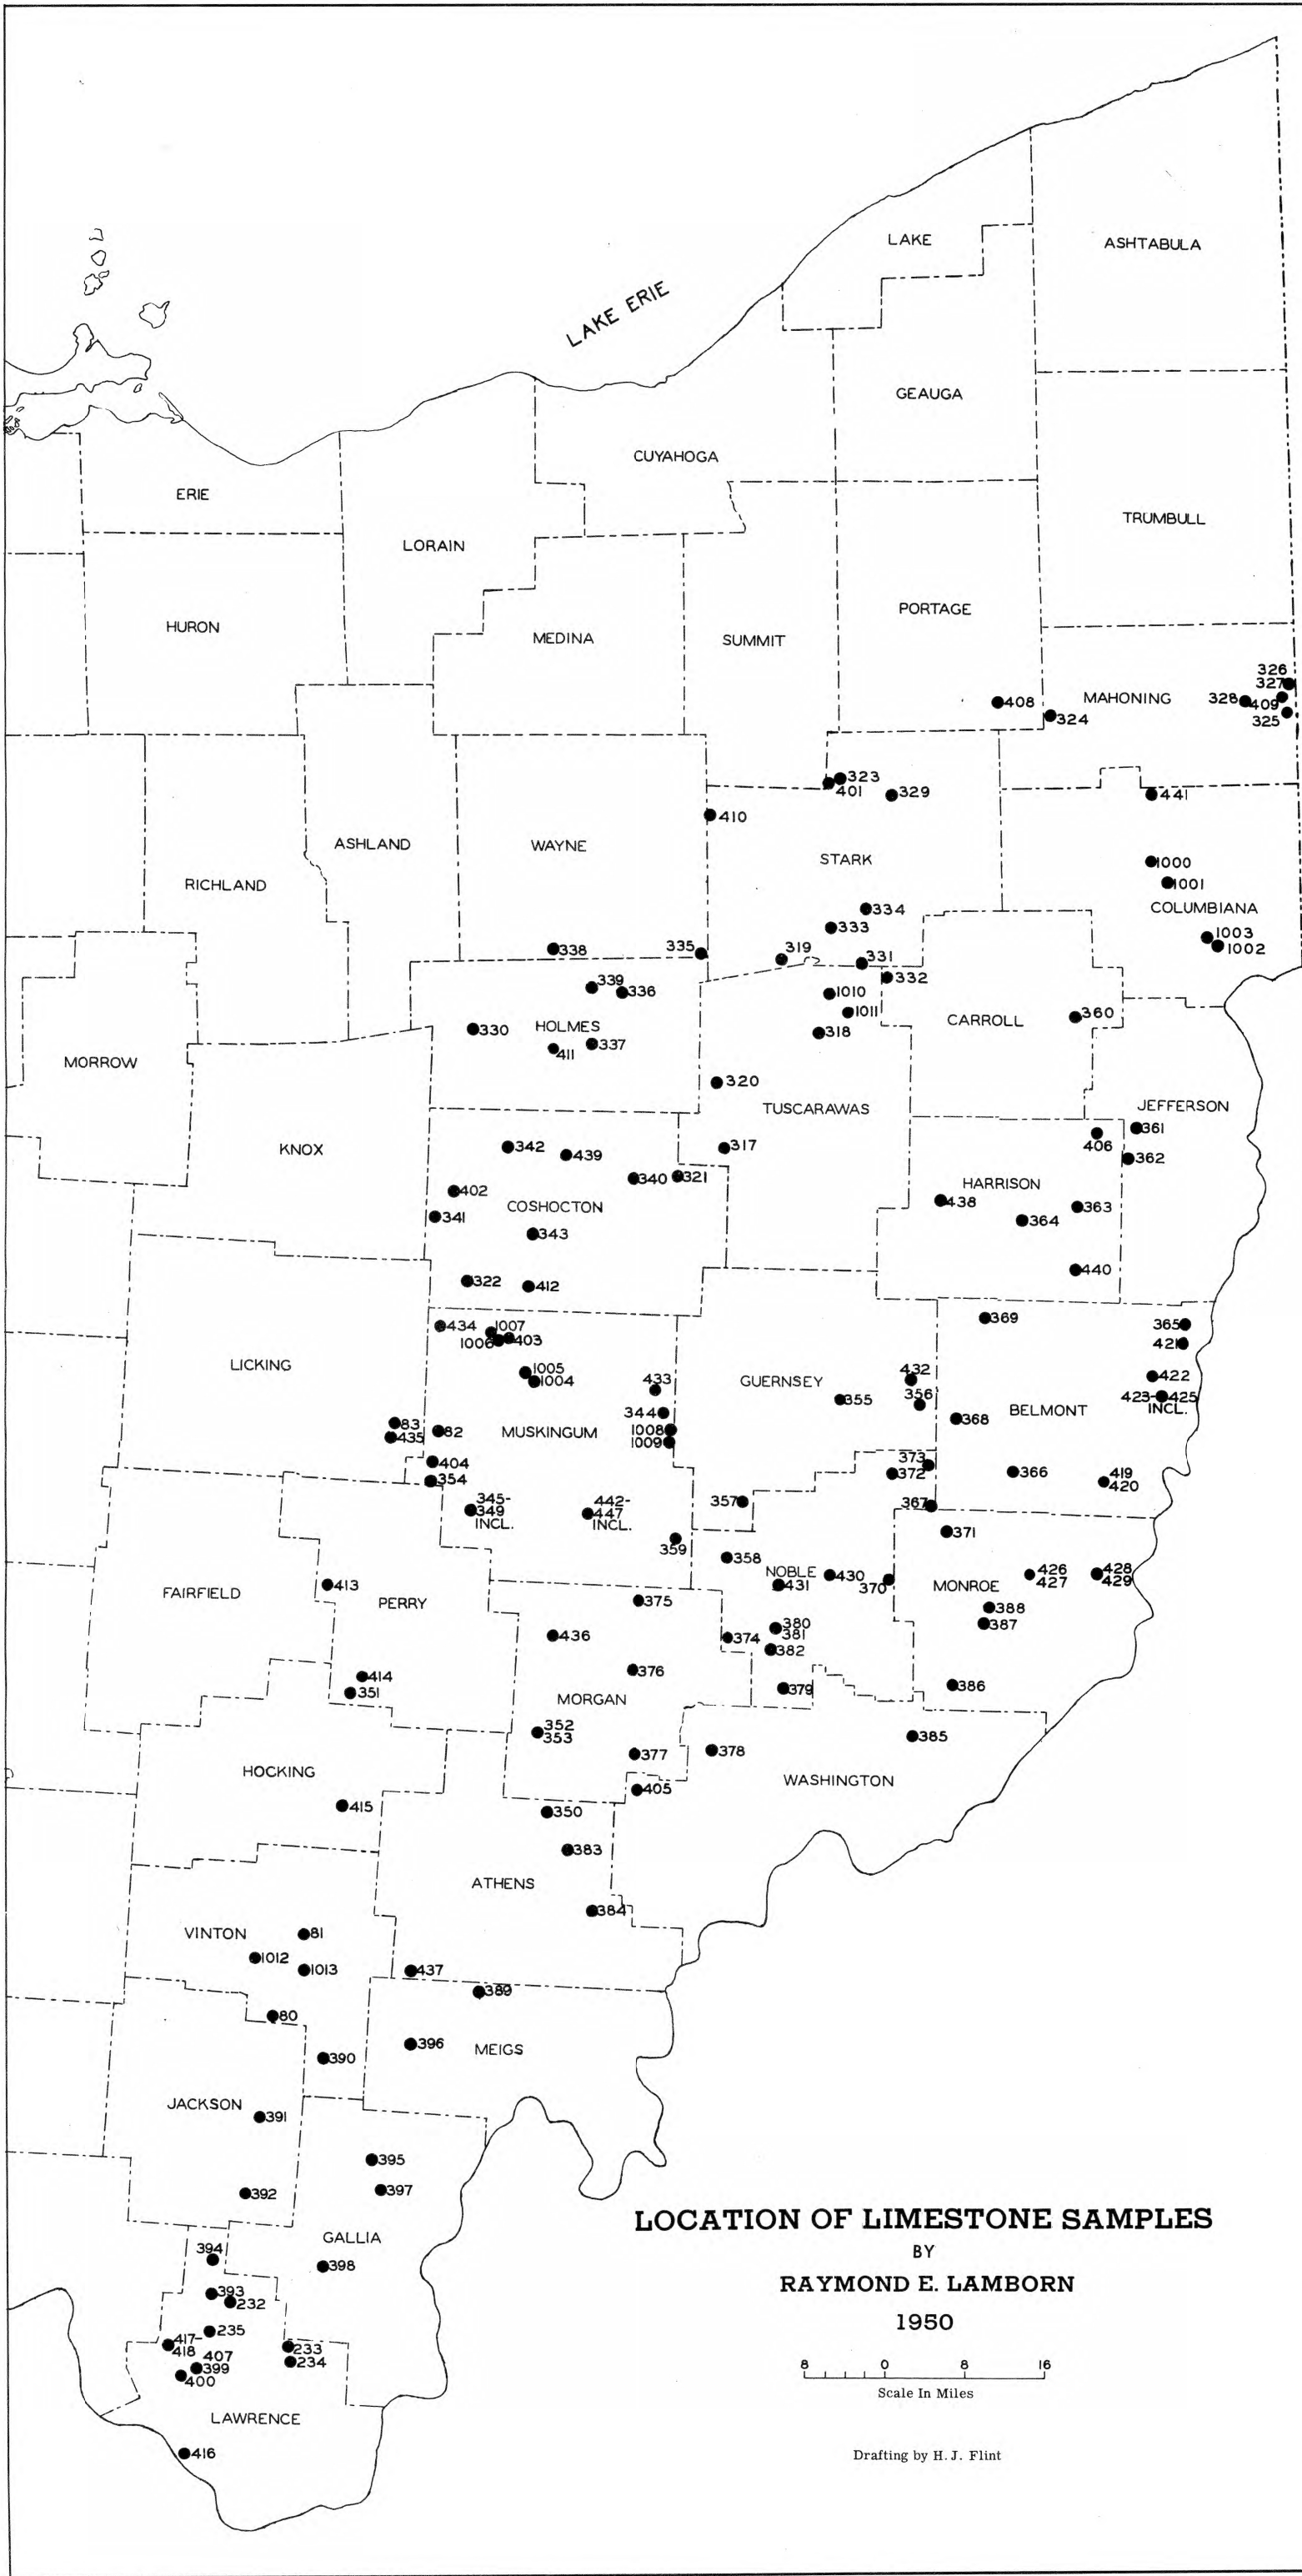 LAKE
ASHTABULA
LAKE ERIE
GEAUGA
CUYAHOGA
ERIE
TRUMBULL
LORAIN
PORTAGE
HURON
MEDINA
SUMMIT
326
327
MAHONING
328
409
408
324
325
323
401
329
441
410
ASHLAND
WAYNE
STARK
1000
RICHLAND
1001
334
COLUMBIANA
333
1003
338
335
319
331
1002
332
339
336
1010
1011
360
330
HOLMES
318
CARROLL
337
411
MORROW
320
TUSCARAWAS
JEFFERSON
361
406
KNOX
342
439
317
362
340
321
HARRISON
402
438
363
COSHOCTON
341
364
343
440
322
412
369
434
1007
365
1006
403
421
LICKING
1005
432
422
1004
433
GUERNSEY
355
356
423-425
INCL.
344
368
BELMONT
83
82
MUSKINGUM
1008
435
1009
404
373
372
366
419
354
420
345-
349
INCL.
442-
447
INCL.
357
367
371
359
358
NOBLE
430
426
428
413
431
370
MONROE
427
429
FAIRFIELD
PERRY
375
388
387
436
380
374
381
382
414
376
351
379
386
MORGAN
352
353
385
377
378
HOCKING
405
WASHINGTON
415
350
383
ATHENS
384
VINTON
81
1012
1013
437
389
80
396
MEIGS
390
JACKSON
391
395
392
397
GALLIA
394
398
393
232
235
417-
418
407
233
399
234
400
LAWRENCE
416
LOCATION OF LIMESTONE SAMPLES
BY
RAYMOND E. LAMBORN
1950
8 0 8 16
Scale In Miles
Drafting by H. J. Flint